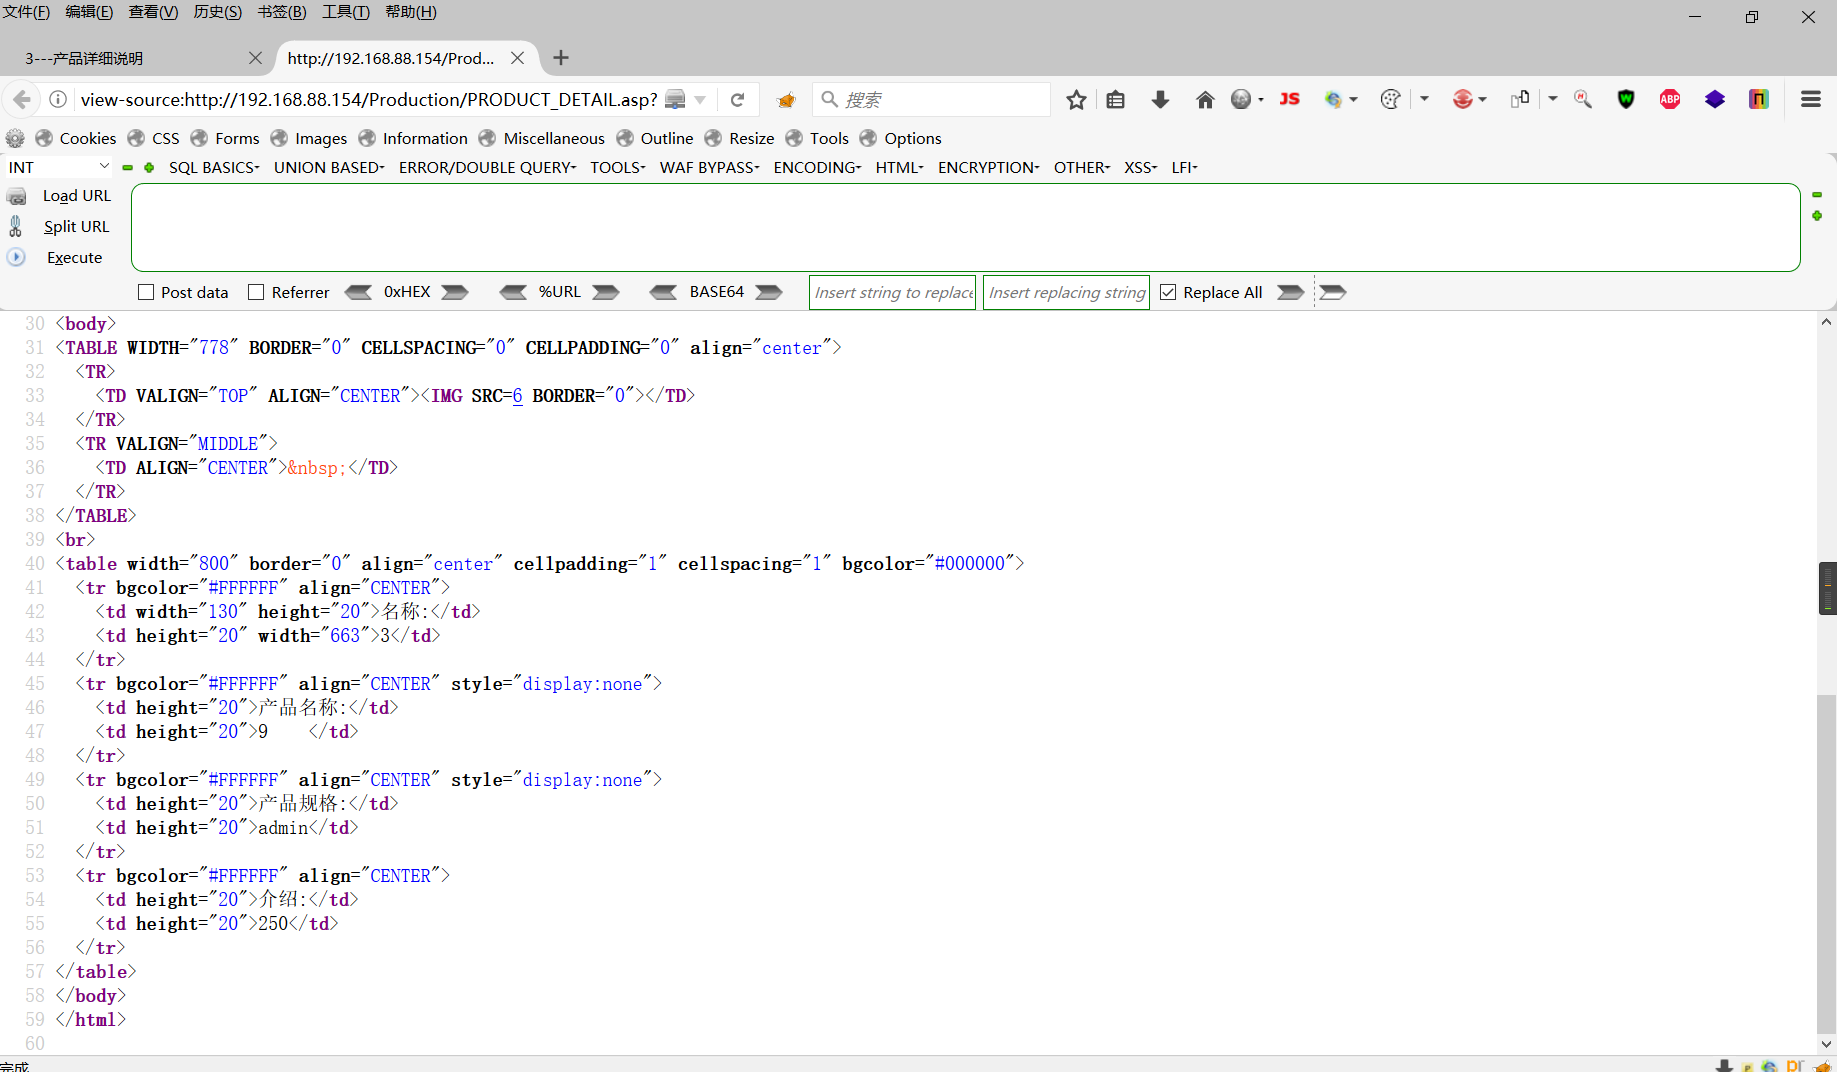 文件(F) 编辑(E) 查看(V) 历史(S) 书签(B) 工具(T) 帮助(H)
3---产品详细说明 http://192.168.88.154/Prod...
view-source:http://192.168.88.154/Production/PRODUCT_DETAIL.asp? 搜索 JS W ABP
Cookies CSS Forms Images Information Miscellaneous Outline Resize Tools Options
INT SQL BASICS UNION BASED ERROR/DOUBLE QUERY TOOLS WAF BYPASS ENCODING HTML ENCRYPTION OTHER XSS LFI
Load URL
Split URL
Execute
Post data Referrer 0xHEX %URL BASE64 Insert string to replace Insert replacing string Replace All
30 <body>
31 <TABLE WIDTH="778" BORDER="0" CELLSPACING="0" CELLPADDING="0" align="center">
32 <TR>
33 <TD VALIGN="TOP" ALIGN="CENTER"><IMG SRC=6 BORDER="0"></TD>
34 </TR>
35 <TR VALIGN="MIDDLE">
36 <TD ALIGN="CENTER">&nbsp;</TD>
37 </TR>
38 </TABLE>
39 <br>
40 <table width="800" border="0" align="center" cellpadding="1" cellspacing="1" bgcolor="#000000">
41 <tr bgcolor="#FFFFFF" align="CENTER">
42 <td width="130" height="20">名称:</td>
43 <td height="20" width="663">3</td>
44 </tr>
45 <tr bgcolor="#FFFFFF" align="CENTER" style="display:none">
46 <td height="20">产品名称:</td>
47 <td height="20">9 </td>
48 </tr>
49 <tr bgcolor="#FFFFFF" align="CENTER" style="display:none">
50 <td height="20">产品规格:</td>
51 <td height="20">admin</td>
52 </tr>
53 <tr bgcolor="#FFFFFF" align="CENTER">
54 <td height="20">介绍:</td>
55 <td height="20">250</td>
56 </tr>
57 </table>
58 </body>
59 </html>
60
完成